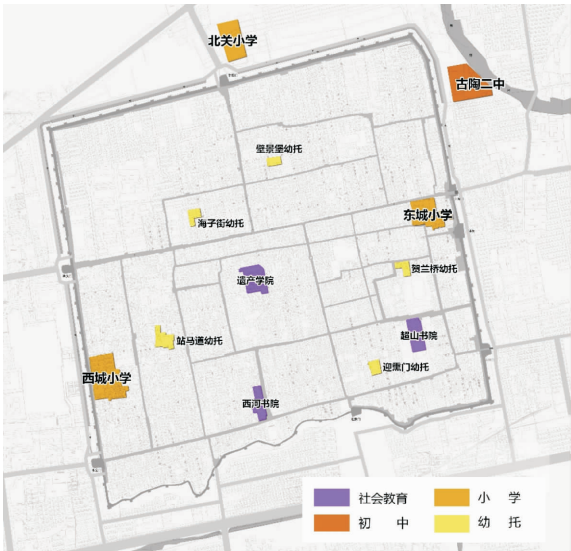 北关小学
古陶二中
壁景堡幼托
海子街幼托
东城小学
贺兰桥幼托
遗产学院
站马道幼托
超山书院
西城小学
迎熏门幼托
西河书院
社会教育
小 学
初 中
幼 托